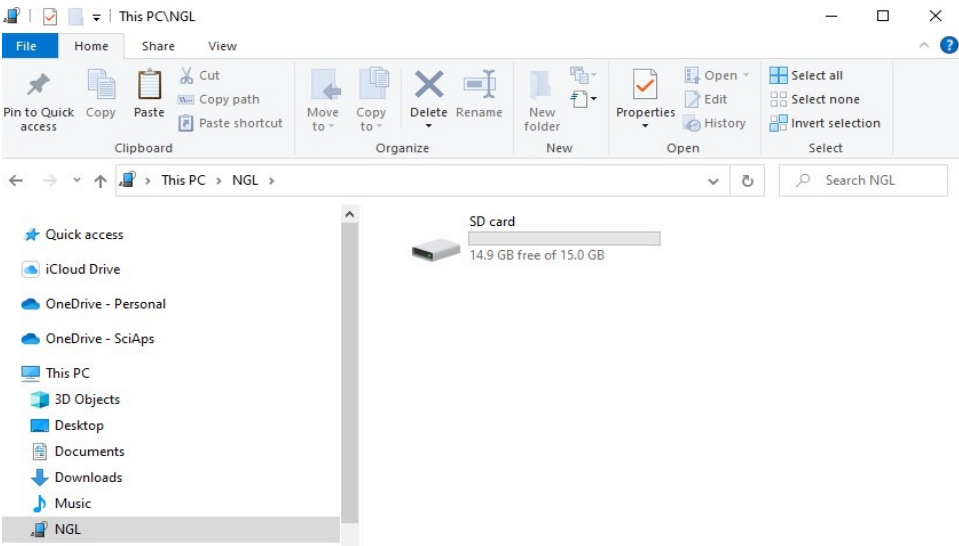 This PC\NGL
File Home Share View
Pin to Quick access
Copy
Paste
Cut
Copy path
Paste shortcut
Move to
Copy to
Delete
Rename
New folder
Properties
Open
Edit
History
Select all
Select none
Invert selection
Clipboard Organize New Open Select
This PC > NGL >
Search NGL
Quick access
iCloud Drive
OneDrive - Personal
OneDrive - SciAps
This PC
3D Objects
Desktop
Documents
Downloads
Music
NGL
SD card
14.9 GB free of 15.0 GB